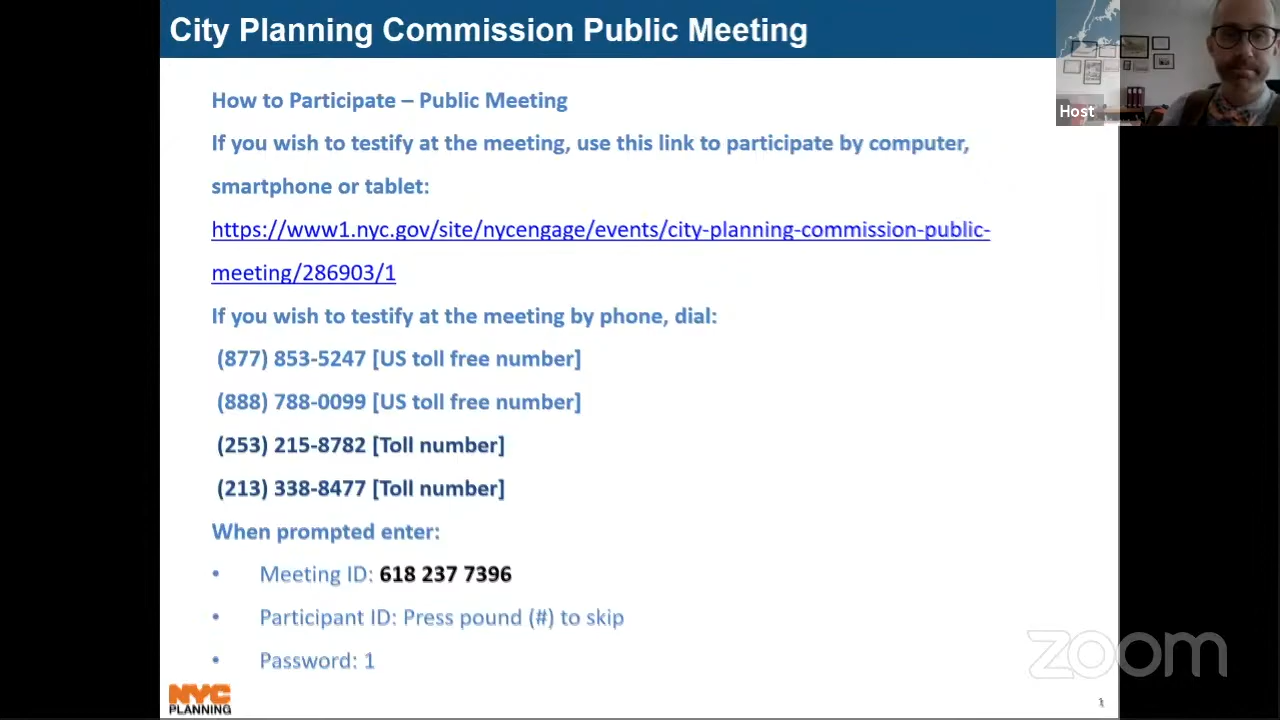 City Planning Commission Public Meeting
Host
How to Participate – Public Meeting
If you wish to testify at the meeting, use this link to participate by computer,
smartphone or tablet:
https://www1.nyc.gov/site/nycengage/events/city-planning-commission-public-
meeting/286903/1
If you wish to testify at the meeting by phone, dial:
(877) 853-5247 [US toll free number]
(888) 788-0099 [US toll free number]
(253) 215-8782 [Toll number]
(213) 338-8477 [Toll number]
When prompted enter:
• Meeting ID: 618 237 7396
• Participant ID: Press pound (#) to skip
• Password: 1
zoom
NYC
PLANNING
1